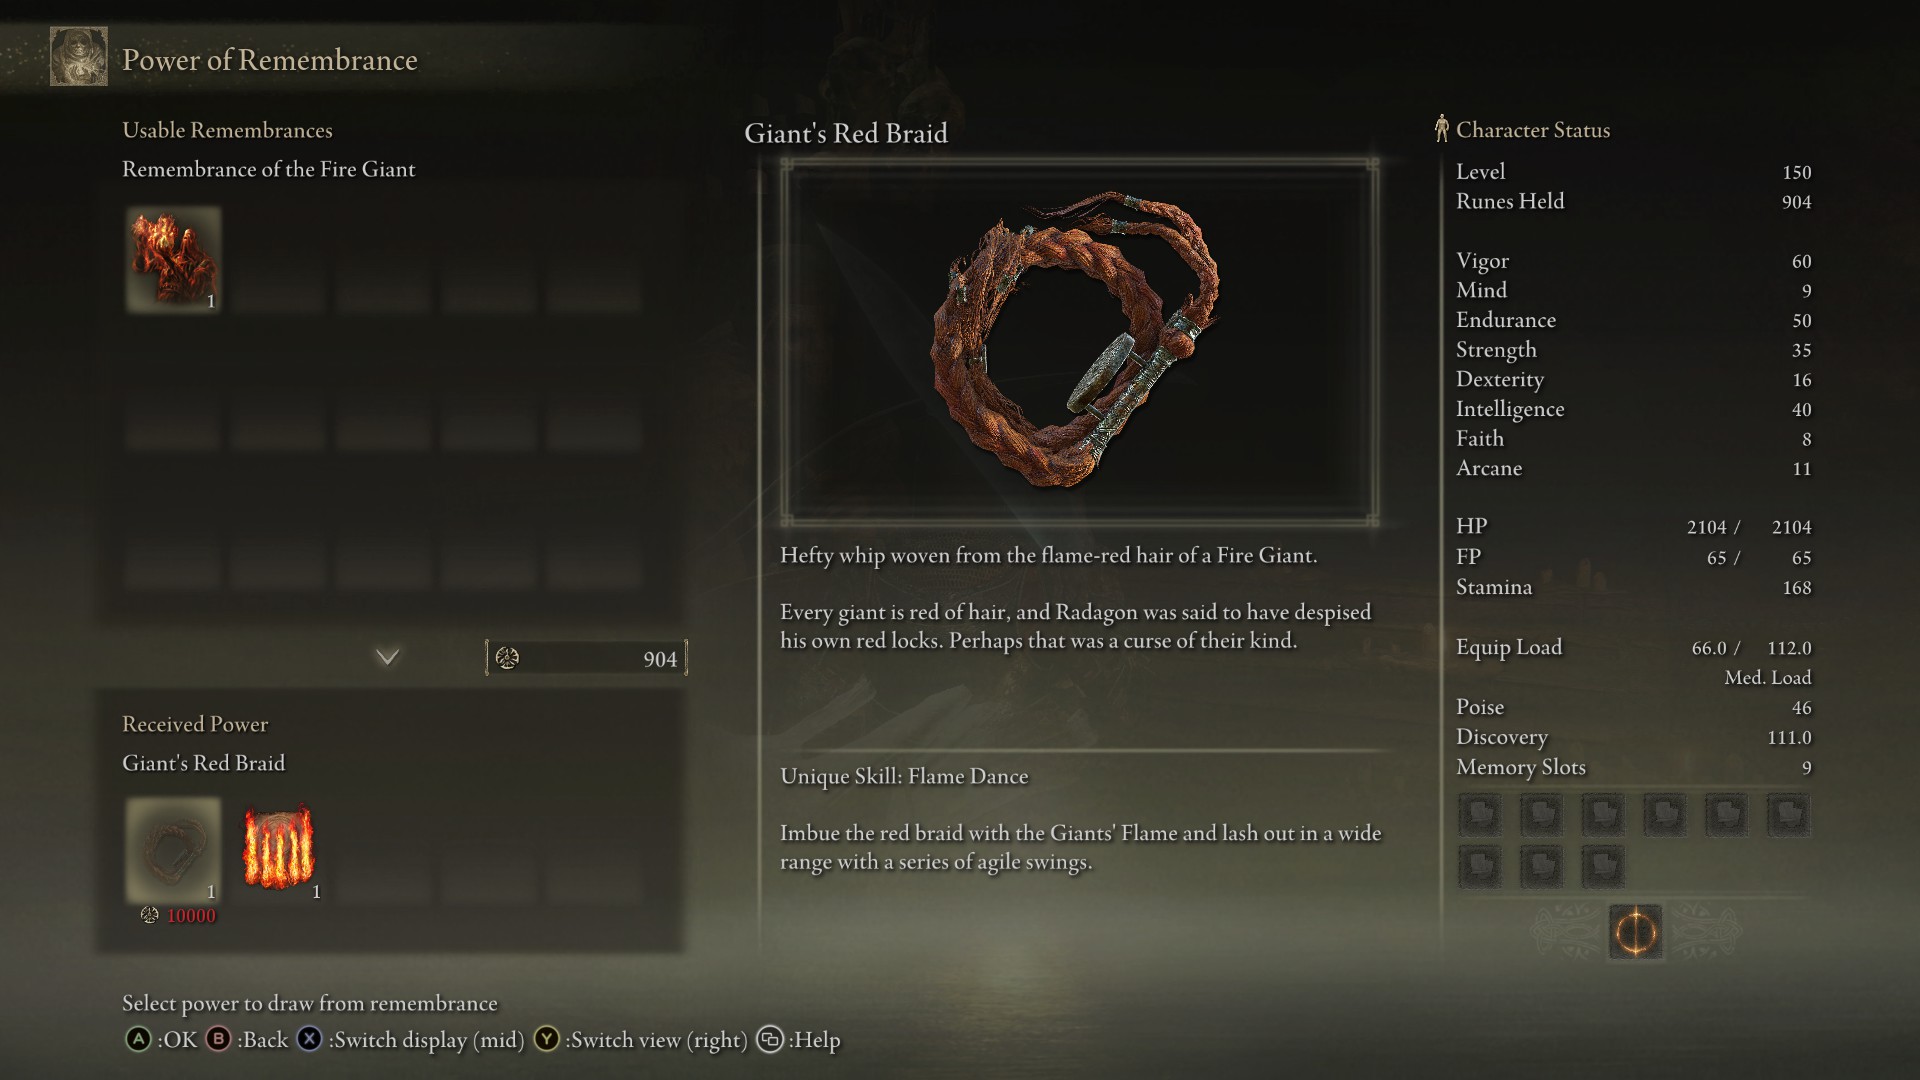 Power of Remembrance
Usable Remembrances
Remembrance of the Fire Giant
1
904
Received Power
Giant's Red Braid
1
1
10000
Giant's Red Braid
Hefty whip woven from the flame-red hair of a Fire Giant.
Every giant is red of hair, and Radagon was said to have despised
his own red locks. Perhaps that was a curse of their kind.
Unique Skill: Flame Dance
Imbue the red braid with the Giants' Flame and lash out in a wide
range with a series of agile swings.
Character Status
Level 150
Runes Held 904
Vigor 60
Mind 9
Endurance 50
Strength 35
Dexterity 16
Intelligence 40
Faith 8
Arcane 11
HP 2104 / 2104
FP 65 / 65
Stamina 168
Equip Load 66.0 / 112.0
Med. Load
Poise 46
Discovery 111.0
Memory Slots 9
Select power to draw from remembrance
A :OK B :Back X :Switch display (mid) Y :Switch view (right) :Help